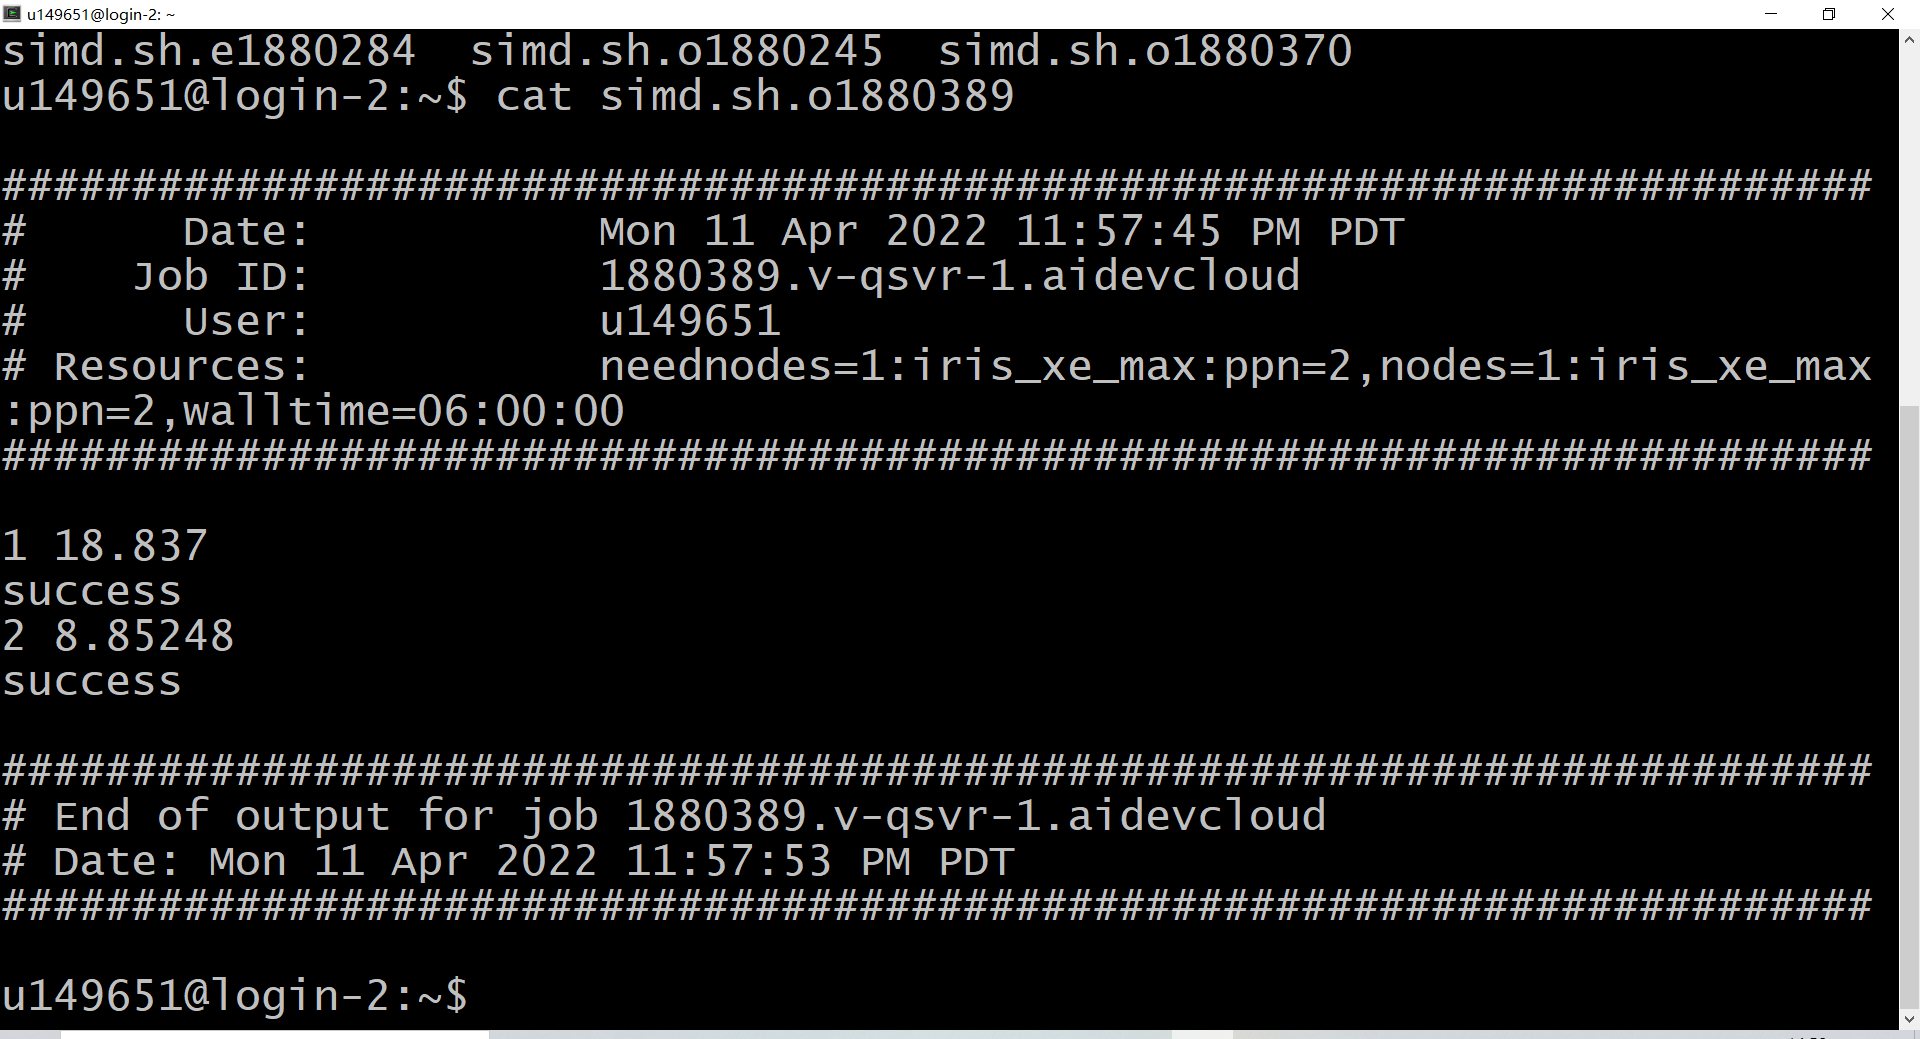 u149651@login-2: ~
simd.sh.e1880284  simd.sh.o1880245  simd.sh.o1880370
u149651@login-2:~$ cat simd.sh.o1880389
########################################################################
#      Date:           Mon 11 Apr 2022 11:57:45 PM PDT
#    Job ID:           1880389.v-qsvr-1.aidevcloud
#      User:           u149651
# Resources:           neednodes=1:iris_xe_max:ppn=2,nodes=1:iris_xe_max
:ppn=2,walltime=06:00:00
########################################################################
1 18.837
success
2 8.85248
success
########################################################################
# End of output for job 1880389.v-qsvr-1.aidevcloud
# Date: Mon 11 Apr 2022 11:57:53 PM PDT
########################################################################
u149651@login-2:~$